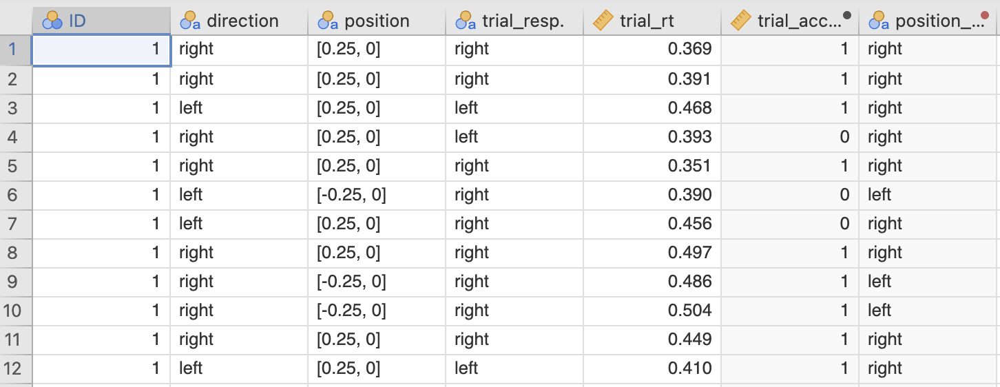 ID direction position trial_resp. trial_rt trial_acc... position_...
1 1 right [0.25, 0] right 0.369 1 right
2 1 right [0.25, 0] right 0.391 1 right
3 1 left [0.25, 0] left 0.468 1 right
4 1 right [0.25, 0] left 0.393 0 right
5 1 right [0.25, 0] right 0.351 1 right
6 1 left [-0.25, 0] right 0.390 0 left
7 1 left [0.25, 0] right 0.456 0 right
8 1 right [0.25, 0] right 0.497 1 right
9 1 right [-0.25, 0] right 0.486 1 left
10 1 right [-0.25, 0] right 0.504 1 left
11 1 right [0.25, 0] right 0.449 1 right
12 1 left [0.25, 0] left 0.410 1 right